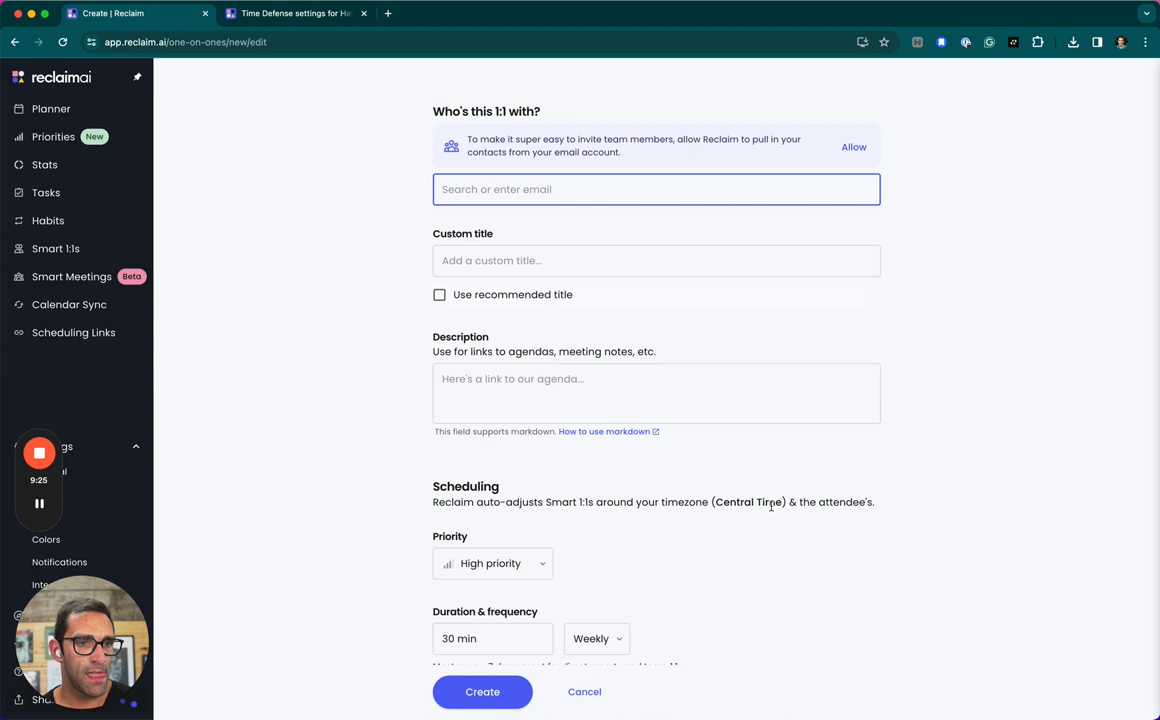 Create | Reclaim
Time Defense settings for Ha
app.reclaim.ai/one-on-ones/new/edit
reclaimai
Planner
Priorities New
Stats
Tasks
Habits
Smart 1:1s
Smart Meetings Beta
Calendar Sync
Scheduling Links
9:25
Colors
Notifications
Who's this 1:1 with?
To make it super easy to invite team members, allow Reclaim to pull in your
contacts from your email account.
Allow
Search or enter email
Custom title
Add a custom title...
Use recommended title
Description
Use for links to agendas, meeting notes, etc.
Here's a link to our agenda...
This field supports markdown. How to use markdown
Scheduling
Reclaim auto-adjusts Smart 1:1s around your timezone (Central Time) & the attendee's.
Priority
High priority
Duration & frequency
30 min
Weekly
Create
Cancel